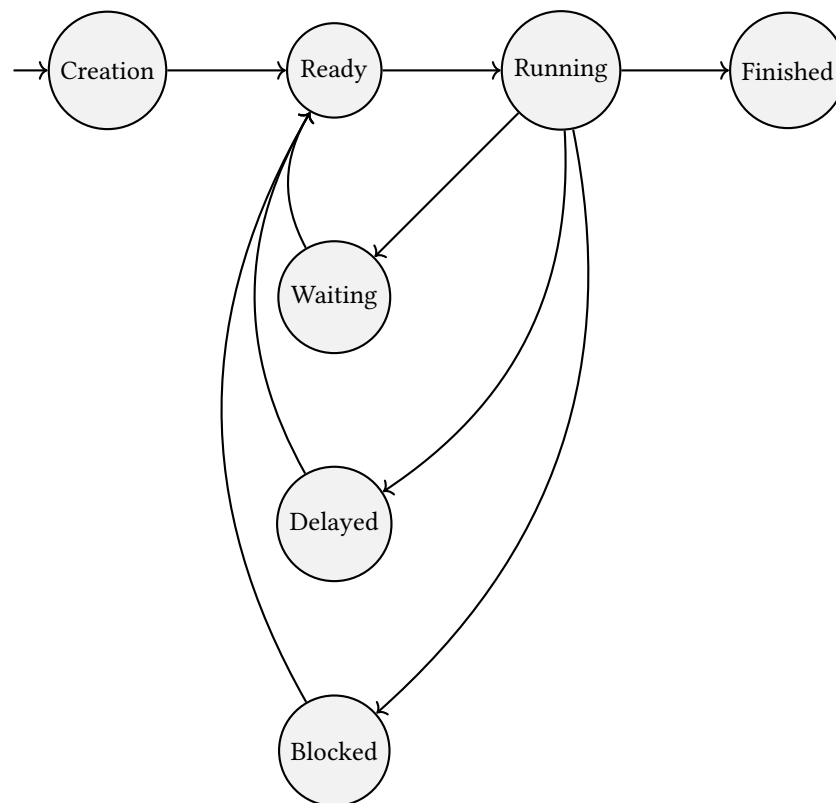 Creation
Ready
Running
Finished
Waiting
Delayed
Blocked